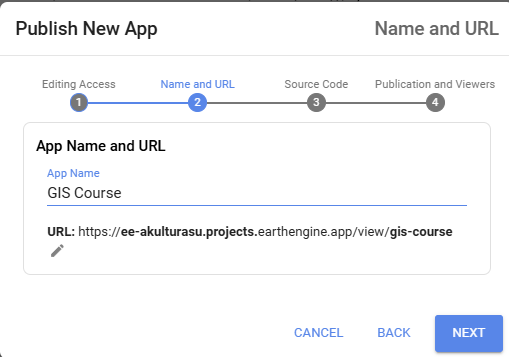 Publish New App
Name and URL
Editing Access
Name and URL
Source Code
Publication and Viewers
1
2
3
4
App Name and URL
App Name
GIS Course
URL: https://ee-akulturasu.projects.earthengine.app/view/gis-course
CANCEL
BACK
NEXT